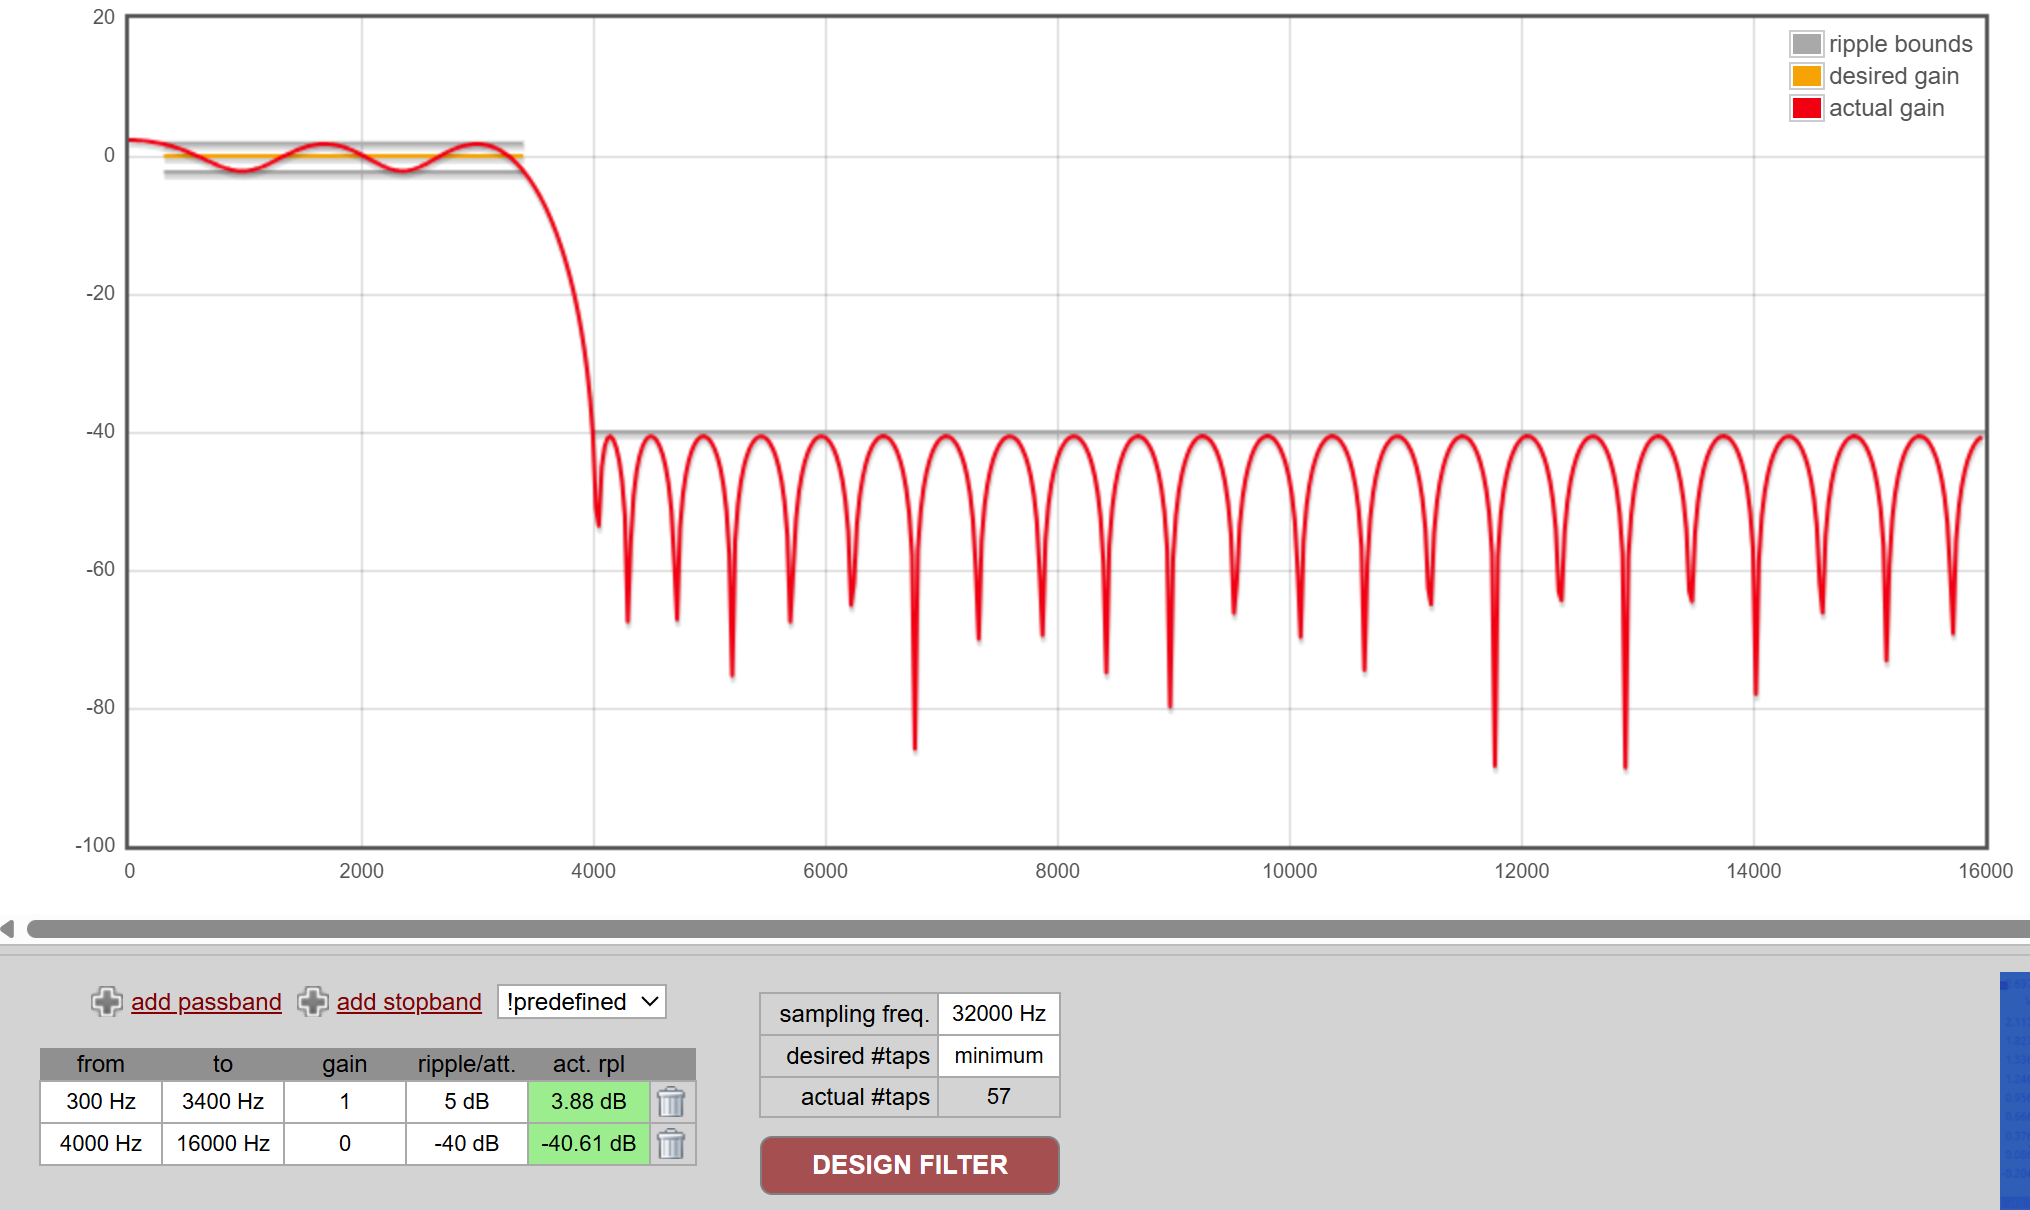 20
0
-20
-40
-60
-80
-100
0 2000 4000 6000 8000 10000 12000 14000 16000
ripple bounds
desired gain
actual gain
add passband add stopband !predefined
from to gain ripple/att. act. rpl
300 Hz 3400 Hz 1 5 dB 3.88 dB
4000 Hz 16000 Hz 0 -40 dB -40.61 dB
sampling freq. 32000 Hz
desired #taps minimum
actual #taps 57
DESIGN FILTER